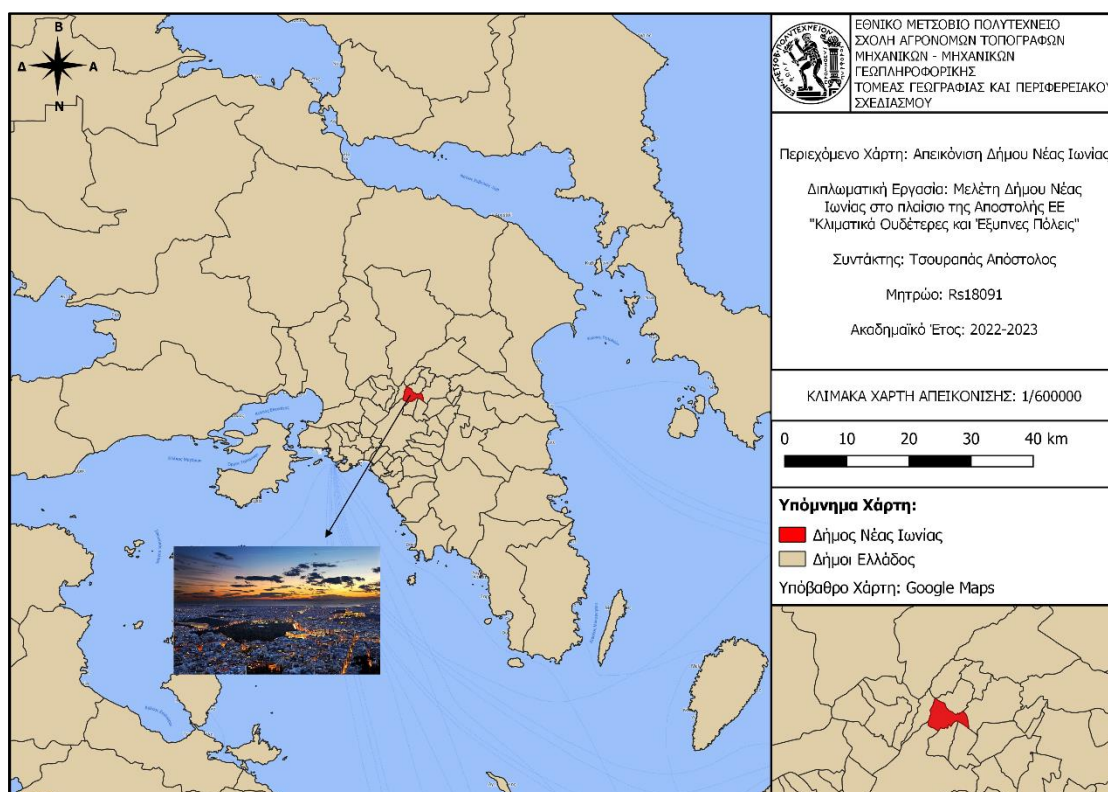 Β
Δ Α
Ν
ΕΘΝΙΚΟ ΜΕΤΣΟΒΙΟ ΠΟΛΥΤΕΧΝΕΙΟ
ΣΧΟΛΗ ΑΓΡΟΝΟΜΩΝ ΤΟΠΟΓΡΑΦΩΝ
ΜΗΧΑΝΙΚΩΝ - ΜΗΧΑΝΙΚΩΝ
ΓΕΩΠΛΗΡΟΦΟΡΙΚΗΣ
ΤΟΜΕΑΣ ΓΕΩΓΡΑΦΙΑΣ ΚΑΙ ΠΕΡΙΦΕΡΕΙΑΚΟΥ
ΣΧΕΔΙΑΣΜΟΥ
Περιεχόμενο Χάρτη: Απεικόνιση Δήμου Νέας Ιωνίας
Διπλωματική Εργασία: Μελέτη Δήμου Νέας
Ιωνίας στο πλαίσιο της Αποστολής ΕΕ
"Κλιματικά Ουδέτερες και Έξυπνες Πόλεις"
Συντάκτης: Τσουραπάς Απόστολος
Μητρώο: Rs18091
Ακαδημαϊκό Έτος: 2022-2023
ΚΛΙΜΑΚΑ ΧΑΡΤΗ ΑΠΕΙΚΟΝΙΣΗΣ: 1/600000
0 10 20 30 40 km
Υπόμνημα Χάρτη:
Δήμος Νέας Ιωνίας
Δήμοι Ελλάδος
Υπόβαθρο Χάρτη: Google Maps